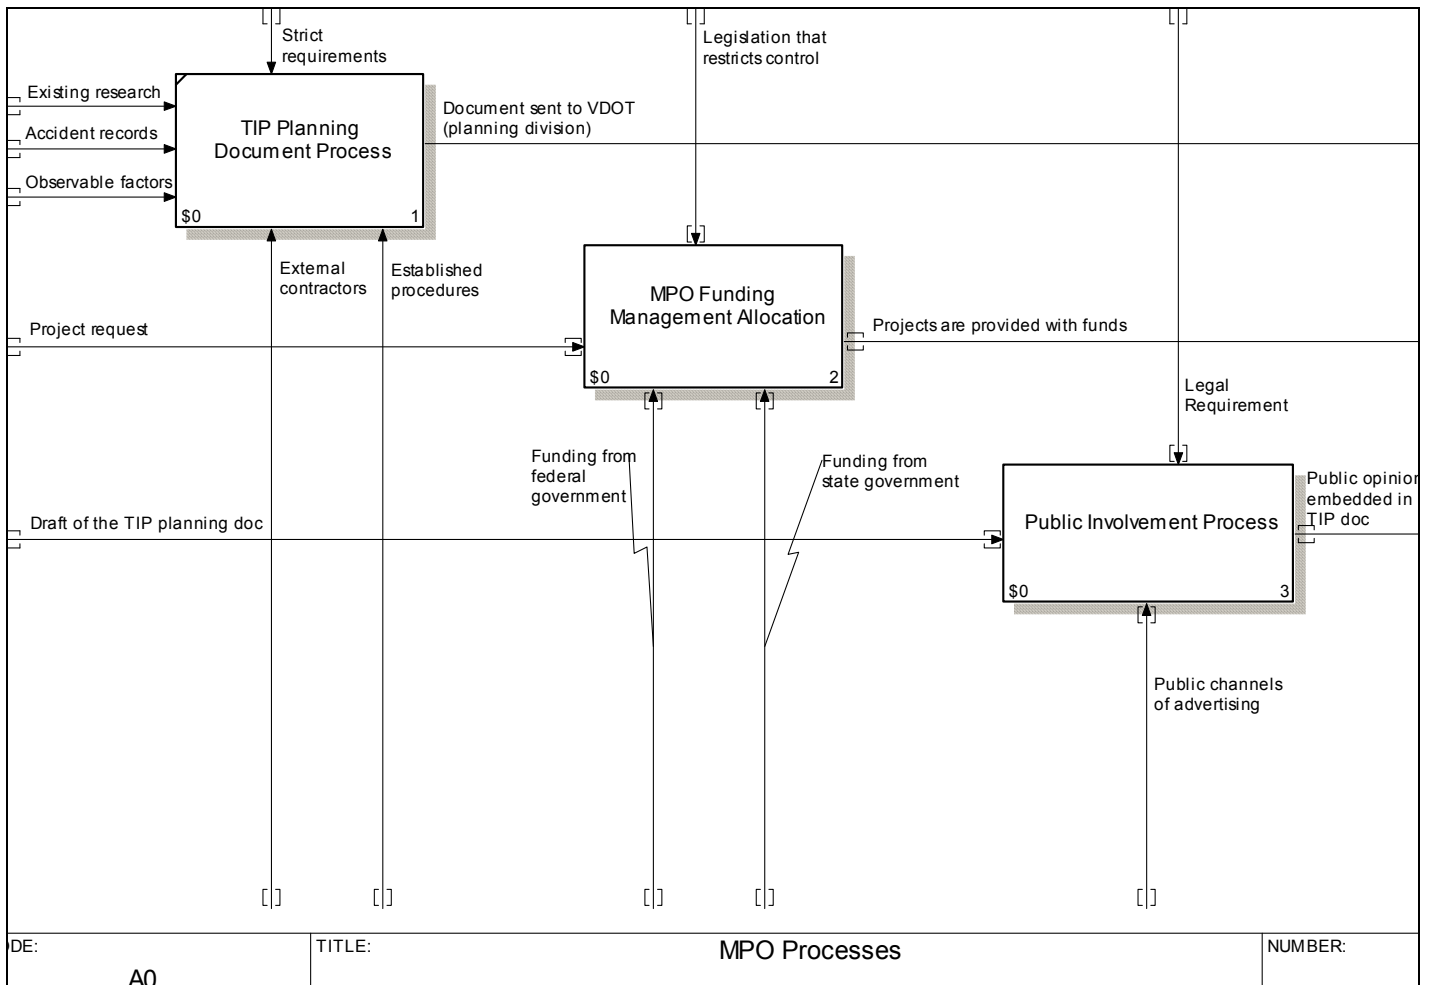 Strict
requirements
Legislation that
restricts control
Existing research
Accident records
Observable factors
TIP Planning
Document Process
$0
1
Document sent to VDOT
(planning division)
External
contractors
Established
procedures
MPO Funding
Management Allocation
$0
2
Project request
Projects are provided with funds
Legal
Requirement
Funding from
federal
government
Funding from
state government
Draft of the TIP planning doc
Public Involvement Process
$0
3
Public opinion
embedded in
TIP doc
Public channels
of advertising
DE:
A0
TITLE:
MPO Processes
NUMBER: